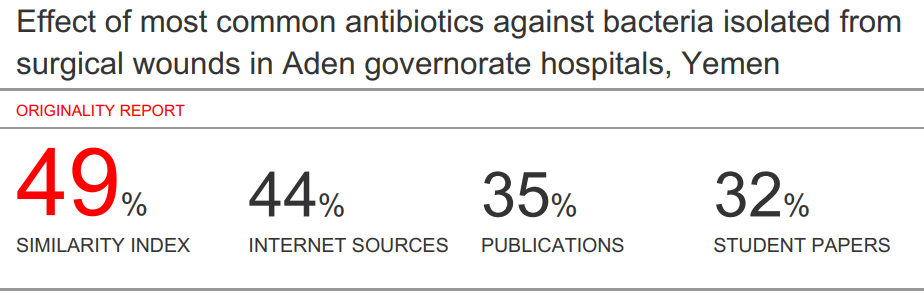 Effect of most common antibiotics against bacteria isolated from
surgical wounds in Aden governorate hospitals, Yemen
ORIGINALITY REPORT
49% 44% 35% 32%
SIMILARITY INDEX INTERNET SOURCES PUBLICATIONS STUDENT PAPERS